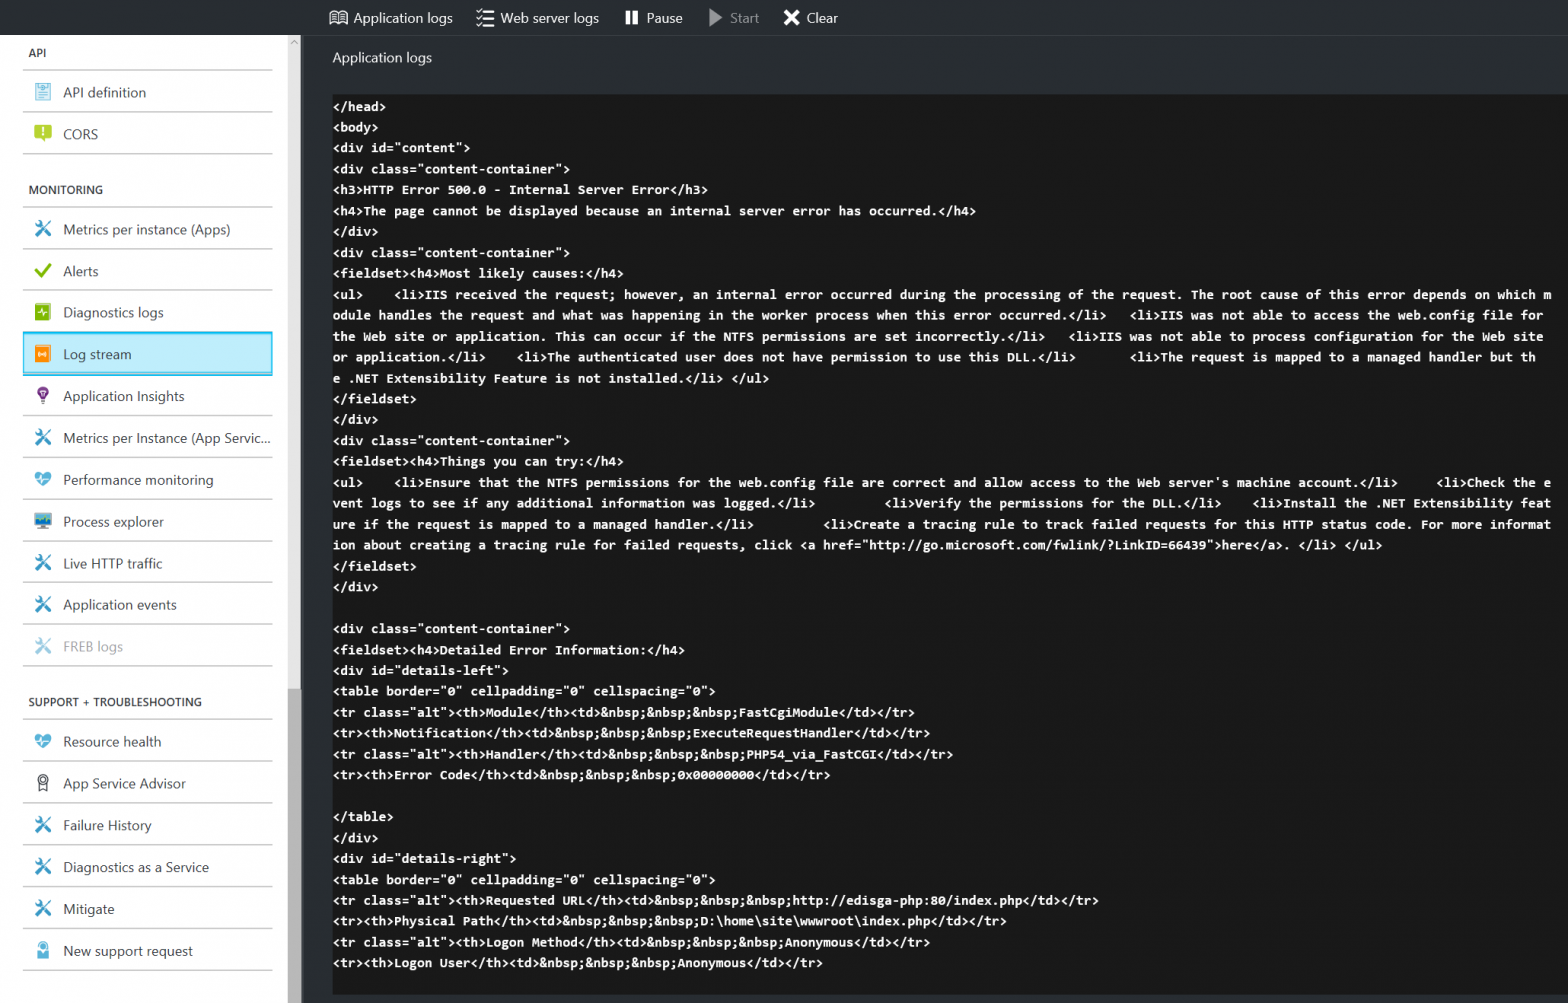 Application logs
Web server logs
Pause
Start
Clear
API
API definition
CORS
MONITORING
Metrics per instance (Apps)
Alerts
Diagnostics logs
Log stream
Application Insights
Metrics per Instance (App Servic...
Performance monitoring
Process explorer
Live HTTP traffic
Application events
FREB logs
SUPPORT + TROUBLESHOOTING
Resource health
App Service Advisor
Failure History
Diagnostics as a Service
Mitigate
New support request
Application logs
</head>
<body>
<div id="content">
<div class="content-container">
<h3>HTTP Error 500.0 - Internal Server Error</h3>
<h4>The page cannot be displayed because an internal server error has occurred.</h4>
</div>
<div class="content-container">
<fieldset><h4>Most likely causes:</h4>
<ul>    <li>IIS received the request; however, an internal error occurred during the processing of the request. The root cause of this error depends on which m
odule handles the request and what was happening in the worker process when this error occurred.</li>   <li>IIS was not able to access the web.config file for
the Web site or application. This can occur if the NTFS permissions are set incorrectly.</li>   <li>IIS was not able to process configuration for the Web site
or application.</li>    <li>The authenticated user does not have permission to use this DLL.</li>       <li>The request is mapped to a managed handler but th
e .NET Extensibility Feature is not installed.</li> </ul>
</fieldset>
</div>
<div class="content-container">
<fieldset><h4>Things you can try:</h4>
<ul>    <li>Ensure that the NTFS permissions for the web.config file are correct and allow access to the Web server's machine account.</li>     <li>Check the e
vent logs to see if any additional information was logged.</li>         <li>Verify the permissions for the DLL.</li>    <li>Install the .NET Extensibility feat
ure if the request is mapped to a managed handler.</li>         <li>Create a tracing rule to track failed requests for this HTTP status code. For more informat
ion about creating a tracing rule for failed requests, click <a href="http://go.microsoft.com/fwlink/?LinkID=66439">here</a>. </li> </ul>
</fieldset>
</div>
<div class="content-container">
<fieldset><h4>Detailed Error Information:</h4>
<div id="details-left">
<table border="0" cellpadding="0" cellspacing="0">
<tr class="alt"><th>Module</th><td>&nbsp;&nbsp;&nbsp;FastCgiModule</td></tr>
<tr><th>Notification</th><td>&nbsp;&nbsp;&nbsp;ExecuteRequestHandler</td></tr>
<tr class="alt"><th>Handler</th><td>&nbsp;&nbsp;&nbsp;PHP54_via_FastCGI</td></tr>
<tr><th>Error Code</th><td>&nbsp;&nbsp;&nbsp;0x00000000</td></tr>
</table>
</div>
<div id="details-right">
<table border="0" cellpadding="0" cellspacing="0">
<tr class="alt"><th>Requested URL</th><td>&nbsp;&nbsp;&nbsp;http://edisga-php:80/index.php</td></tr>
<tr><th>Physical Path</th><td>&nbsp;&nbsp;&nbsp;D:\home\site\wwwroot\index.php</td></tr>
<tr class="alt"><th>Logon Method</th><td>&nbsp;&nbsp;&nbsp;Anonymous</td></tr>
<tr><th>Logon User</th><td>&nbsp;&nbsp;&nbsp;Anonymous</td></tr>